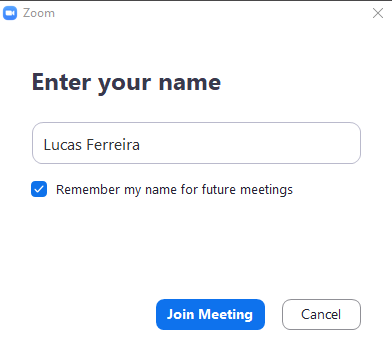 Zoom
Enter your name
Lucas Ferreira
Remember my name for future meetings
Join Meeting
Cancel